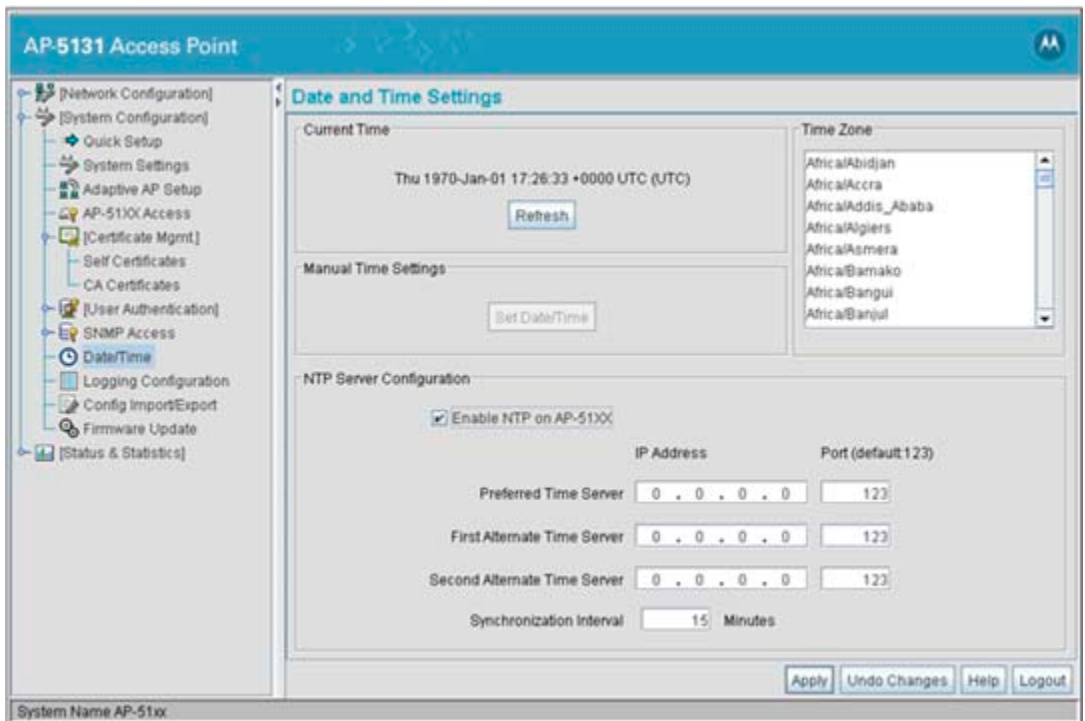 AP-5131 Access Point
[Network Configuration]
[System Configuration]
Quick Setup
System Settings
Adaptive AP Setup
AP-51XX Access
[Certificate Mgmt.]
Self Certificates
CA Certificates
[User Authentication]
SNMP Access
Date/Time
Logging Configuration
Config Import/Export
Firmware Update
[Status & Statistics]
Date and Time Settings
Current Time
Thu 1970-Jan-01 17:26:33 +0000 UTC (UTC)
Refresh
Time Zone
Africa/Abidjan
Africa/Accra
Africa/Addis_Ababa
Africa/Algiers
Africa/Asmera
Africa/Bamako
Africa/Bangui
Africa/Banjul
Manual Time Settings
Set Date/Time
NTP Server Configuration
Enable NTP on AP-51XX
IP Address Port (default:123)
Preferred Time Server 0 . 0 . 0 . 0 123
First Alternate Time Server 0 . 0 . 0 . 0 123
Second Alternate Time Server 0 . 0 . 0 . 0 123
Synchronization Interval 15 Minutes
Apply Undo Changes Help Logout
System Name AP-51xx